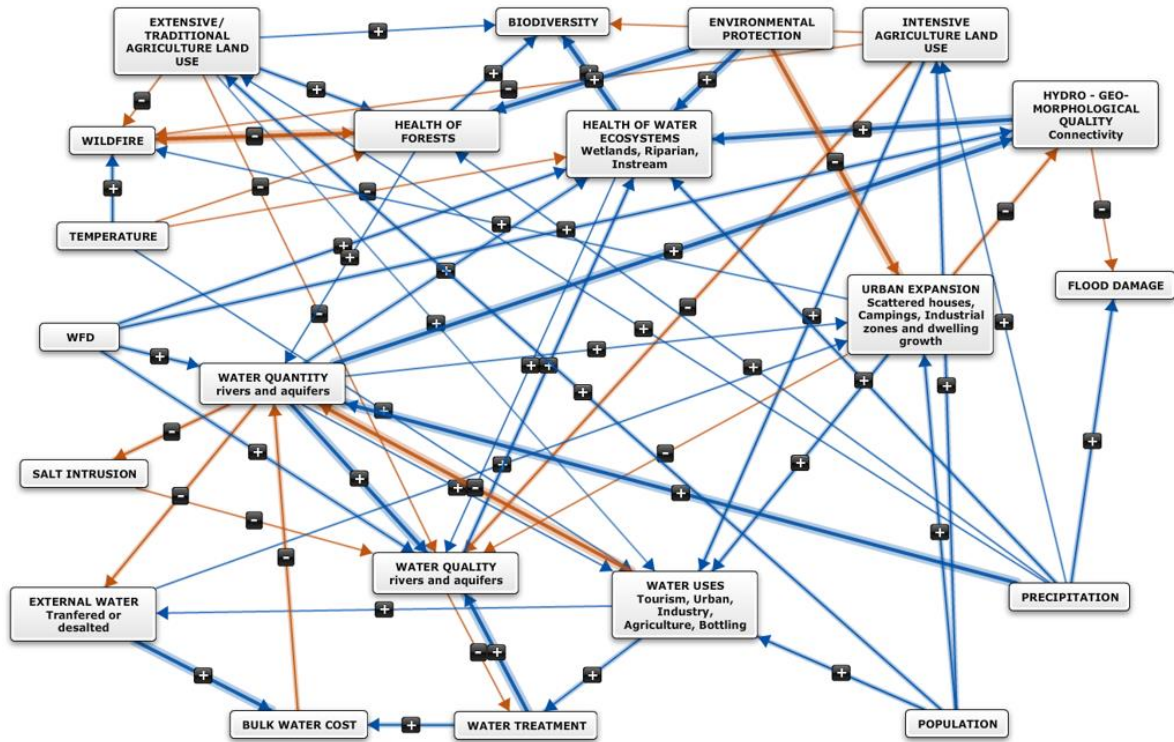 EXTENSIVE/
TRADITIONAL
AGRICULTURE LAND
USE
BIODIVERSITY
ENVIRONMENTAL
PROTECTION
INTENSIVE
AGRICULTURE LAND
USE
HYDRO - GEO-
MORPHOLOGICAL
QUALITY
Connectivity
WILDFIRE
HEALTH OF
FORESTS
HEALTH OF WATER
ECOSYSTEMS
Wetlands, Riparian,
Instream
TEMPERATURE
URBAN EXPANSION
Scattered houses,
Campings, Industrial
zones and dwelling
growth
FLOOD DAMAGE
WFD
WATER QUANTITY
rivers and aquifers
SALT INTRUSION
WATER QUALITY
rivers and aquifers
EXTERNAL WATER
Tranfered or
desalted
WATER USES
Tourism, Urban,
Industry,
Agriculture, Bottling
PRECIPITATION
BULK WATER COST
WATER TREATMENT
POPULATION